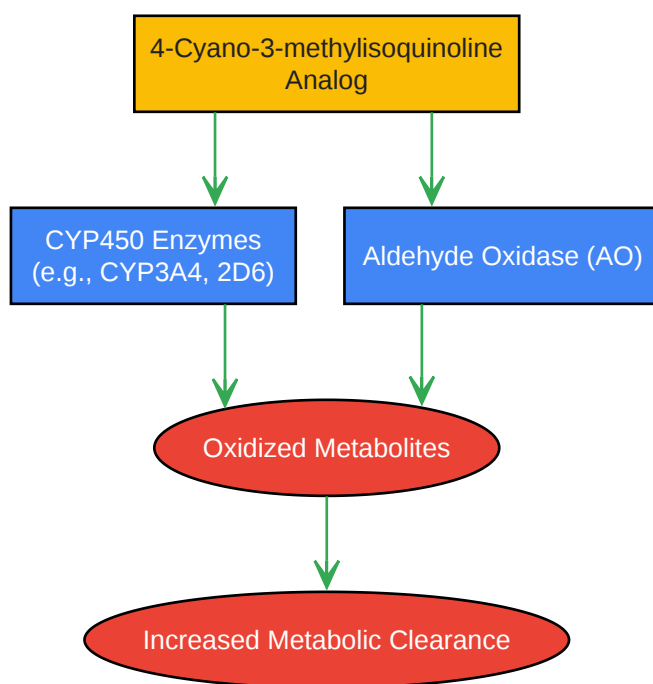 4-Cyano-3-methylisoquinoline
Analog
CYP450 Enzymes
(e.g., CYP3A4, 2D6)
Aldehyde Oxidase (AO)
Oxidized Metabolites
Increased Metabolic Clearance